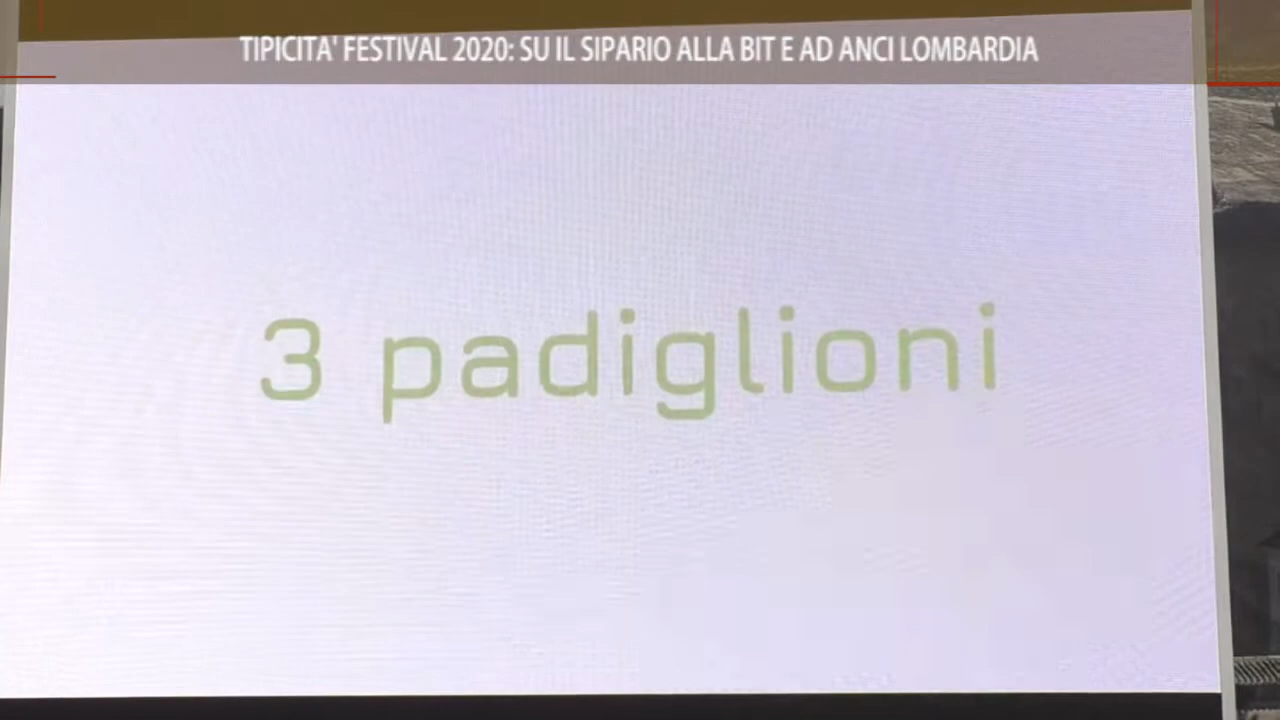 TIPICITA' FESTIVAL 2020: SU IL SIPARIO ALLA BIT E AD ANCI LOMBARDIA
3 padiglioni